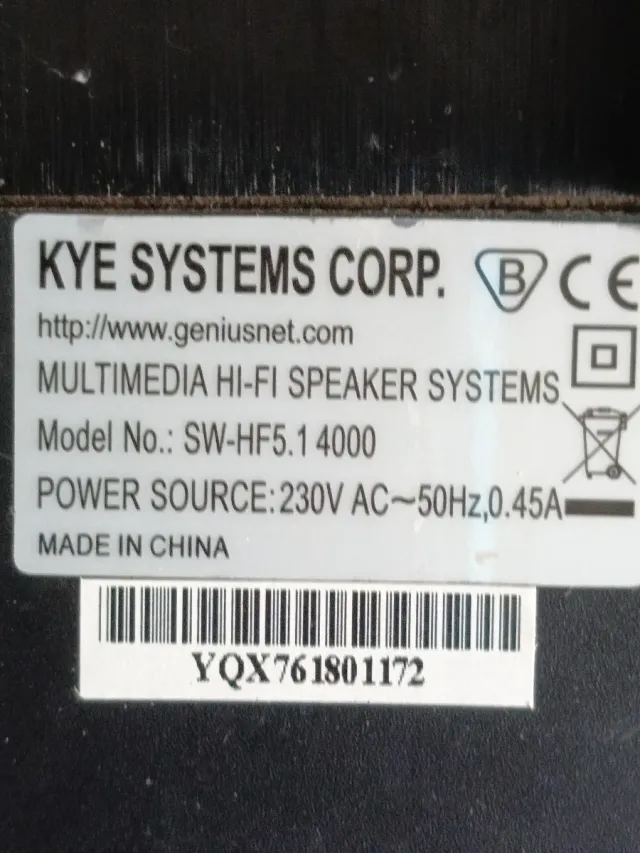 KYE SYSTEMS CORP. B CE
http://www.geniusnet.com
MULTIMEDIA HI-FI SPEAKER SYSTEMS
Model No.: SW-HF5.1 4000
POWER SOURCE: 230V AC~50Hz,0.45A
MADE IN CHINA
YQX761801172